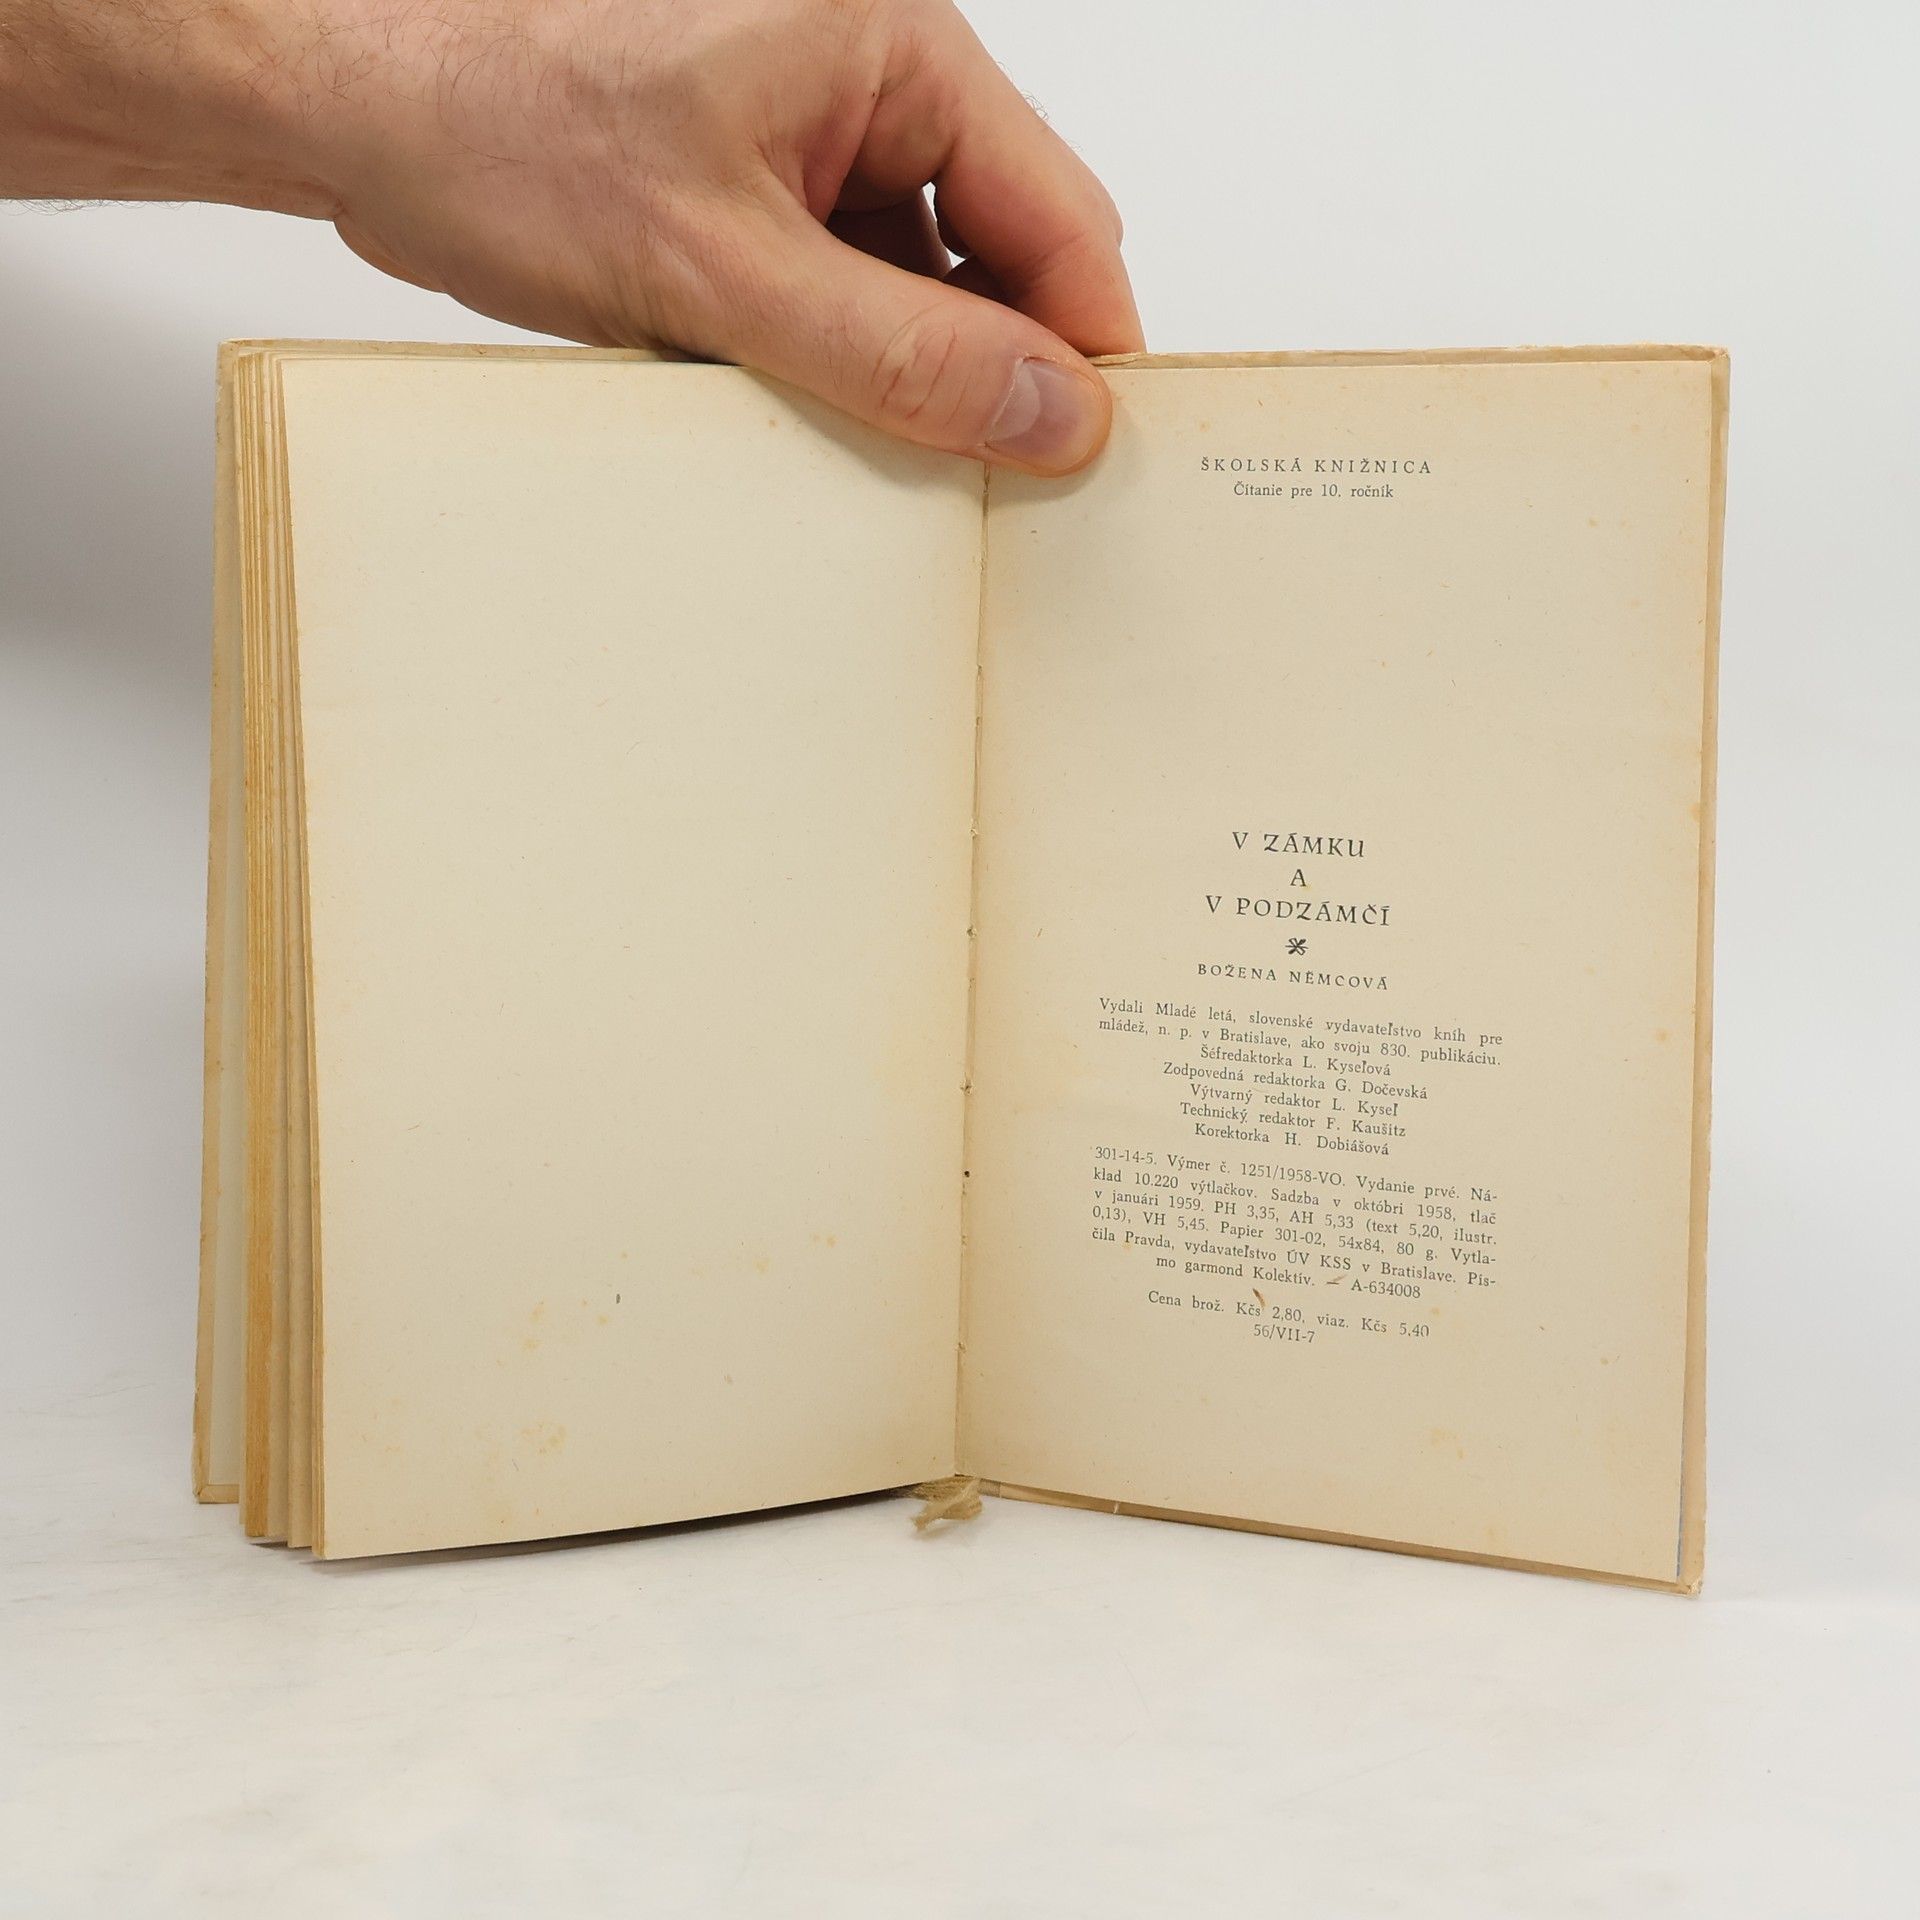 ŠKOLSKÁ KNIŽNICA
Čítanie pre 10. ročník
V ZÁMKU
A
V PODZÁMČÍ
BOŽENA NĚMCOVÁ
Vydali Mladé letá, slovenské vydavateľstvo kníh pre
mládež, n. p. v Bratislave, ako svoju 830. publikáciu.
Šéfredaktorka L. Kyseľová
Zodpovedná redaktorka G. Dočevská
Výtvarný redaktor L. Kyseľ
Technický redaktor F. Kaušitz
Korektorka H. Dobiášová
301-14-5. Výmer č. 1251/1958-VO. Vydanie prvé. Ná-
klad 10.220 výtlačkov. Sadzba v októbri 1958, tlač
v januári 1959. PH 3,35, AH 5,33 (text 5,20, ilustr.
0,13), VH 5,45. Papier 301-02, 54x84, 80 g. Vytla-
čila Pravda, vydavateľstvo ÚV KSS v Bratislave. Pís-
mo garmond Kolektív. — A-634008
Cena brož. Kčs 2,80, viaz. Kčs 5,40
56/VII-7